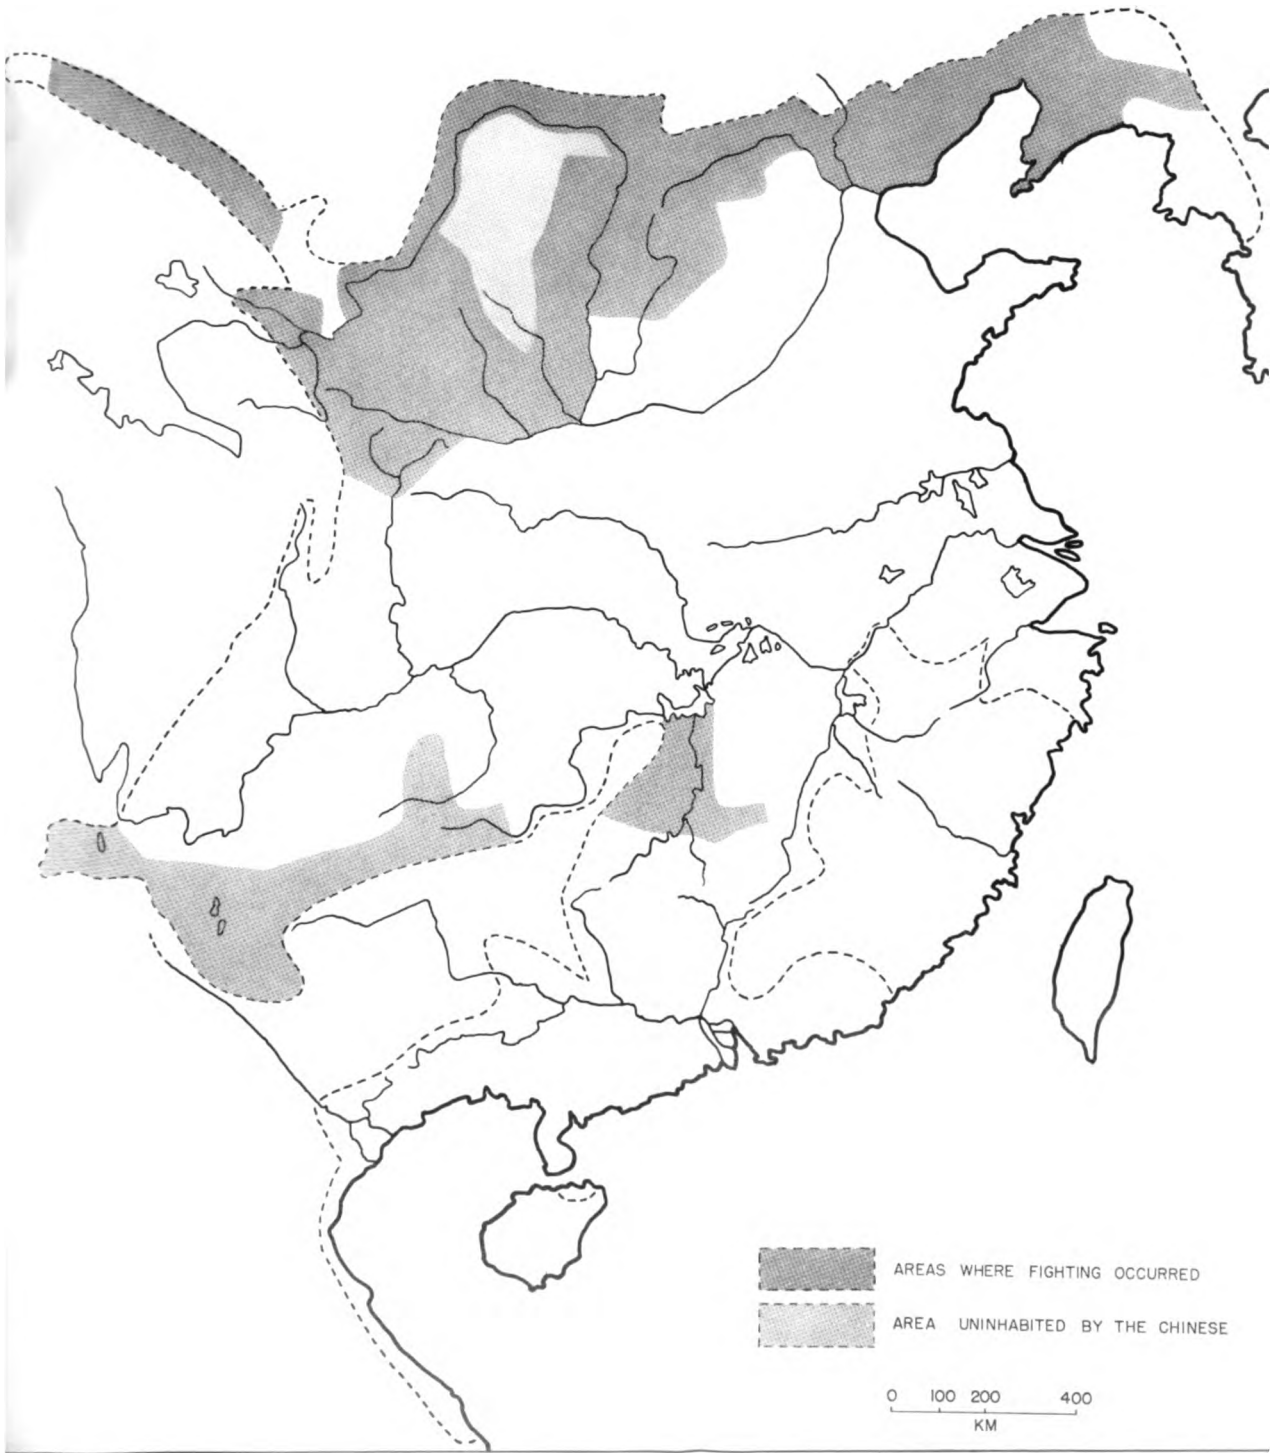 AREAS WHERE FIGHTING OCCURRED
AREA UNINHABITED BY THE CHINESE
0 100 200 400
KM